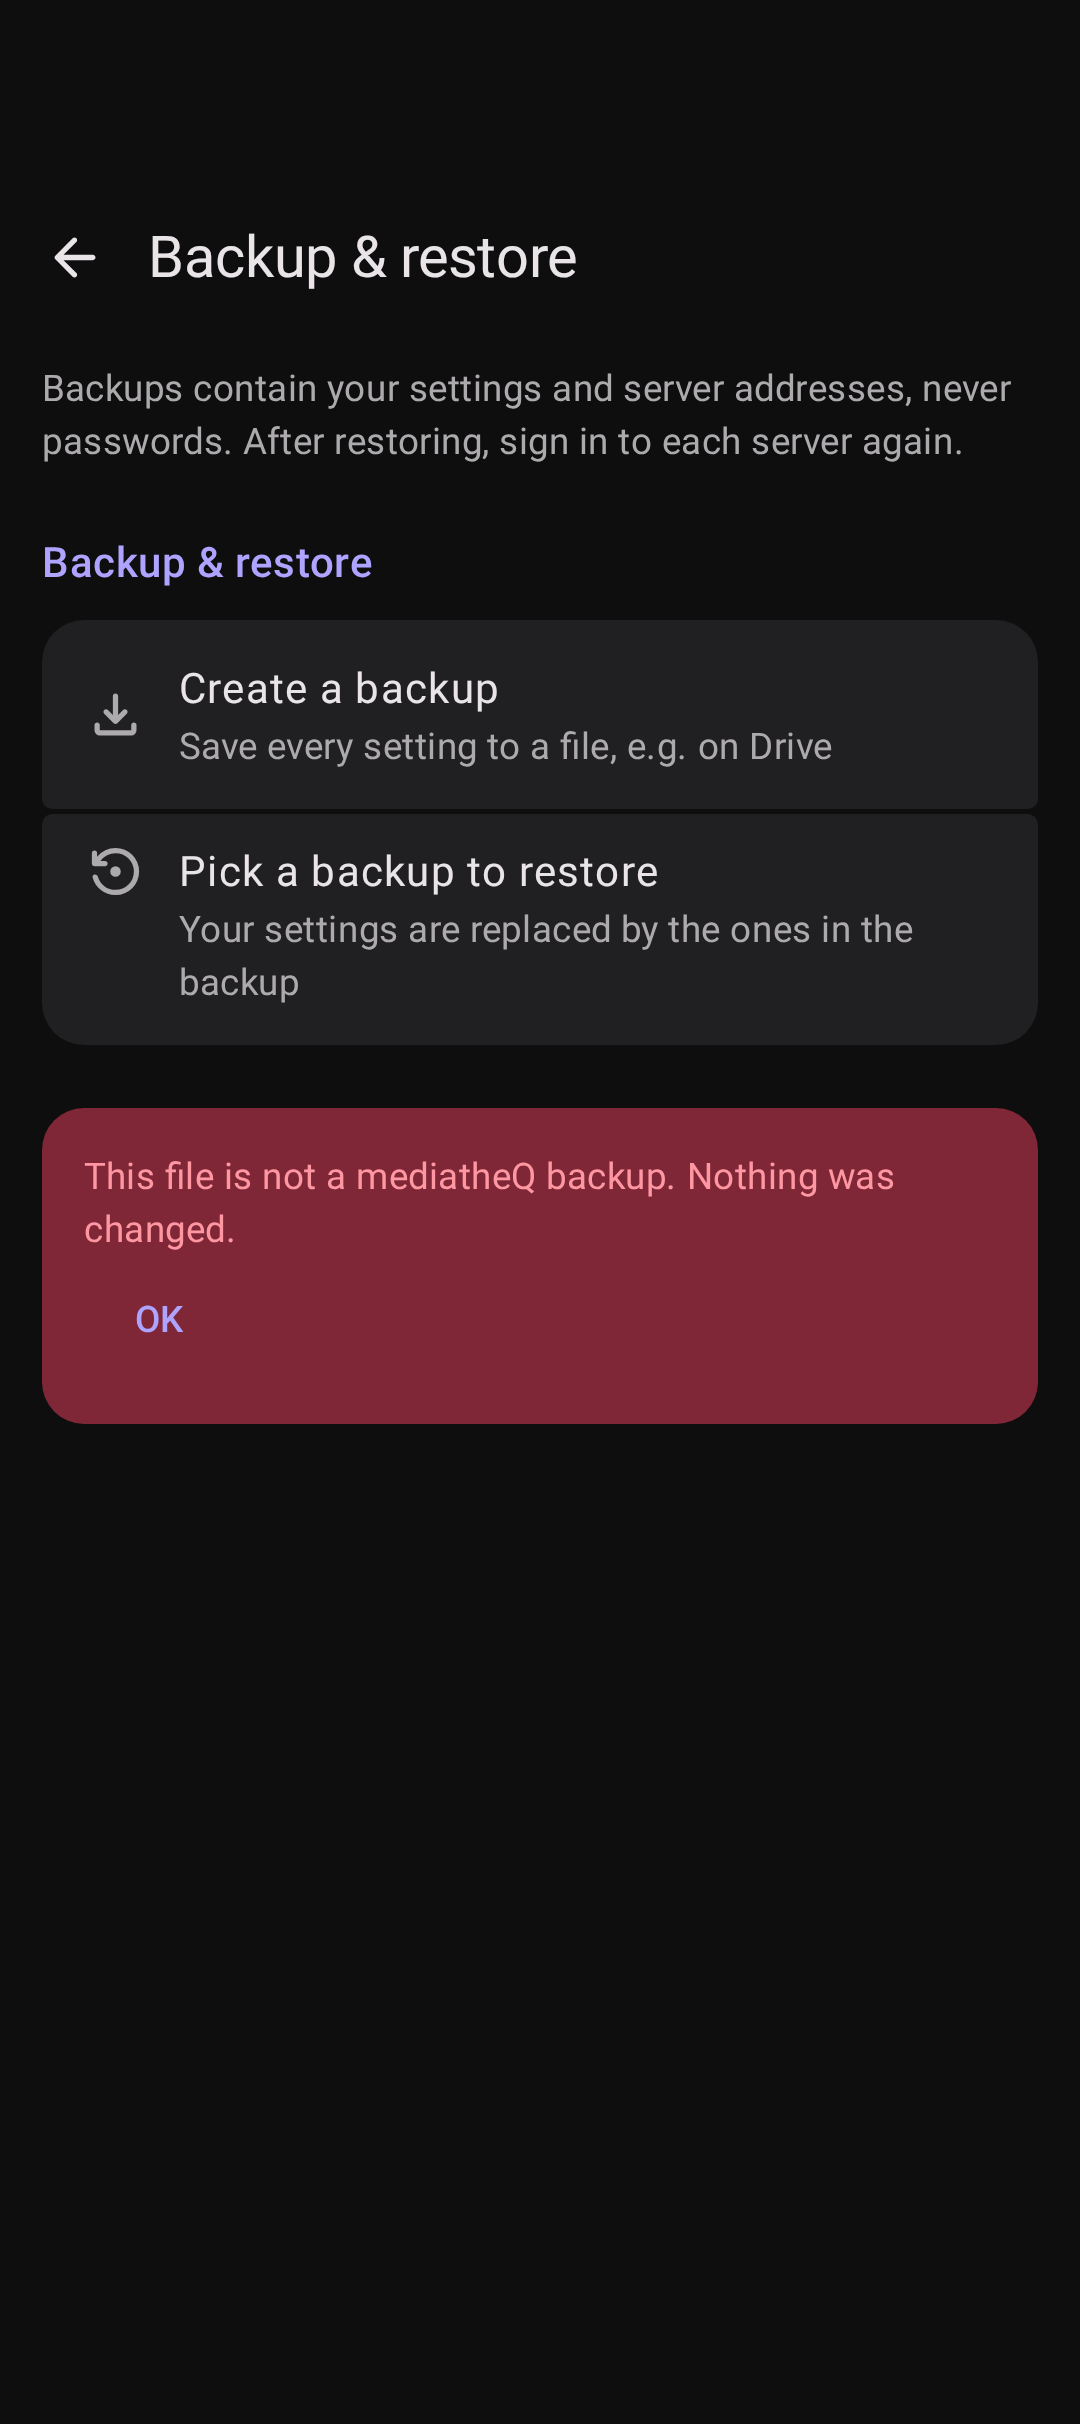 Backup & restore
Backups contain your settings and server addresses, never
passwords. After restoring, sign in to each server again.
Backup & restore
Create a backup
Save every setting to a file, e.g. on Drive
Pick a backup to restore
Your settings are replaced by the ones in the
backup
This file is not a mediatheQ backup. Nothing was
changed.
OK